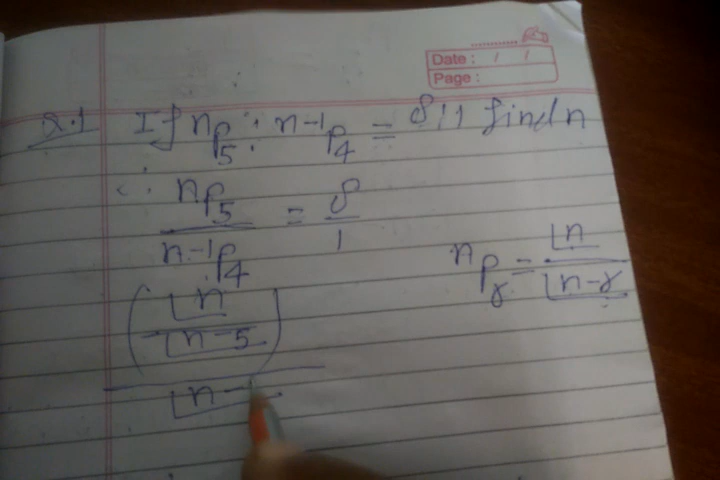 Date : / /
Page :
Q.1 If nP5 : n-1P4 = 8:1 find n
∴ nP5 / n-1P4 = 8 / 1
nPr = ⌊n / ⌊n-r
(⌊n / ⌊n-5)
⌊n-